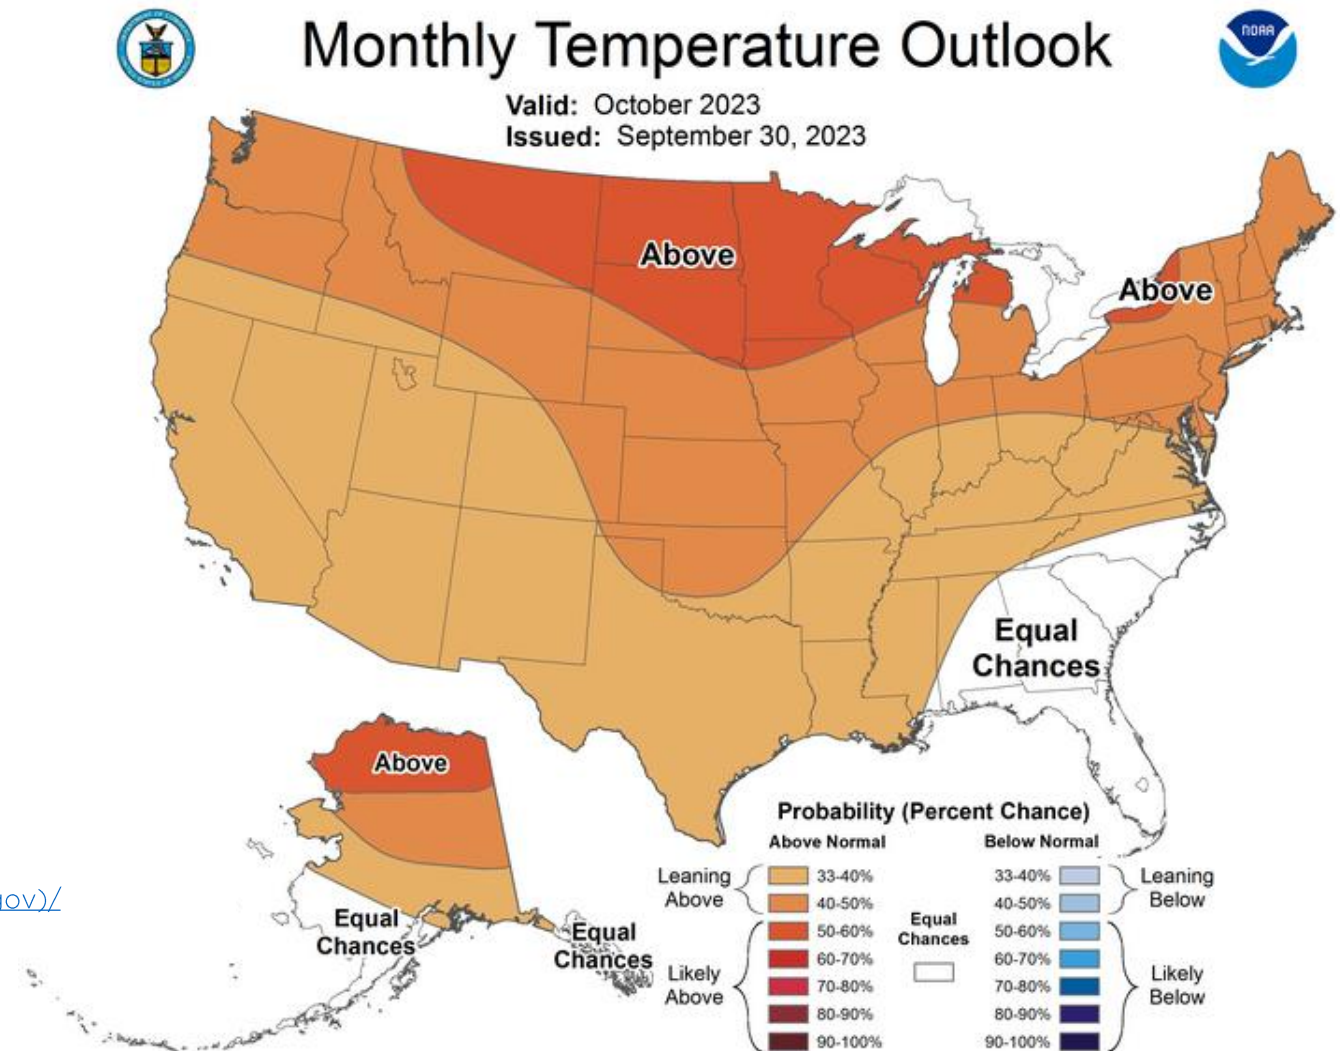 NOAA
Monthly Temperature Outlook
Valid: October 2023
Issued: September 30, 2023
Above
Above
Equal
Chances
Above
Equal
Chances
Equal
Chances
gov)/
Probability (Percent Chance)
Above Normal
Below Normal
Leaning
Above
33-40%
40-50%
Likely
Above
50-60%
60-70%
70-80%
80-90%
90-100%
Equal
Chances
33-40%
40-50%
Leaning
Below
50-60%
60-70%
70-80%
80-90%
90-100%
Likely
Below